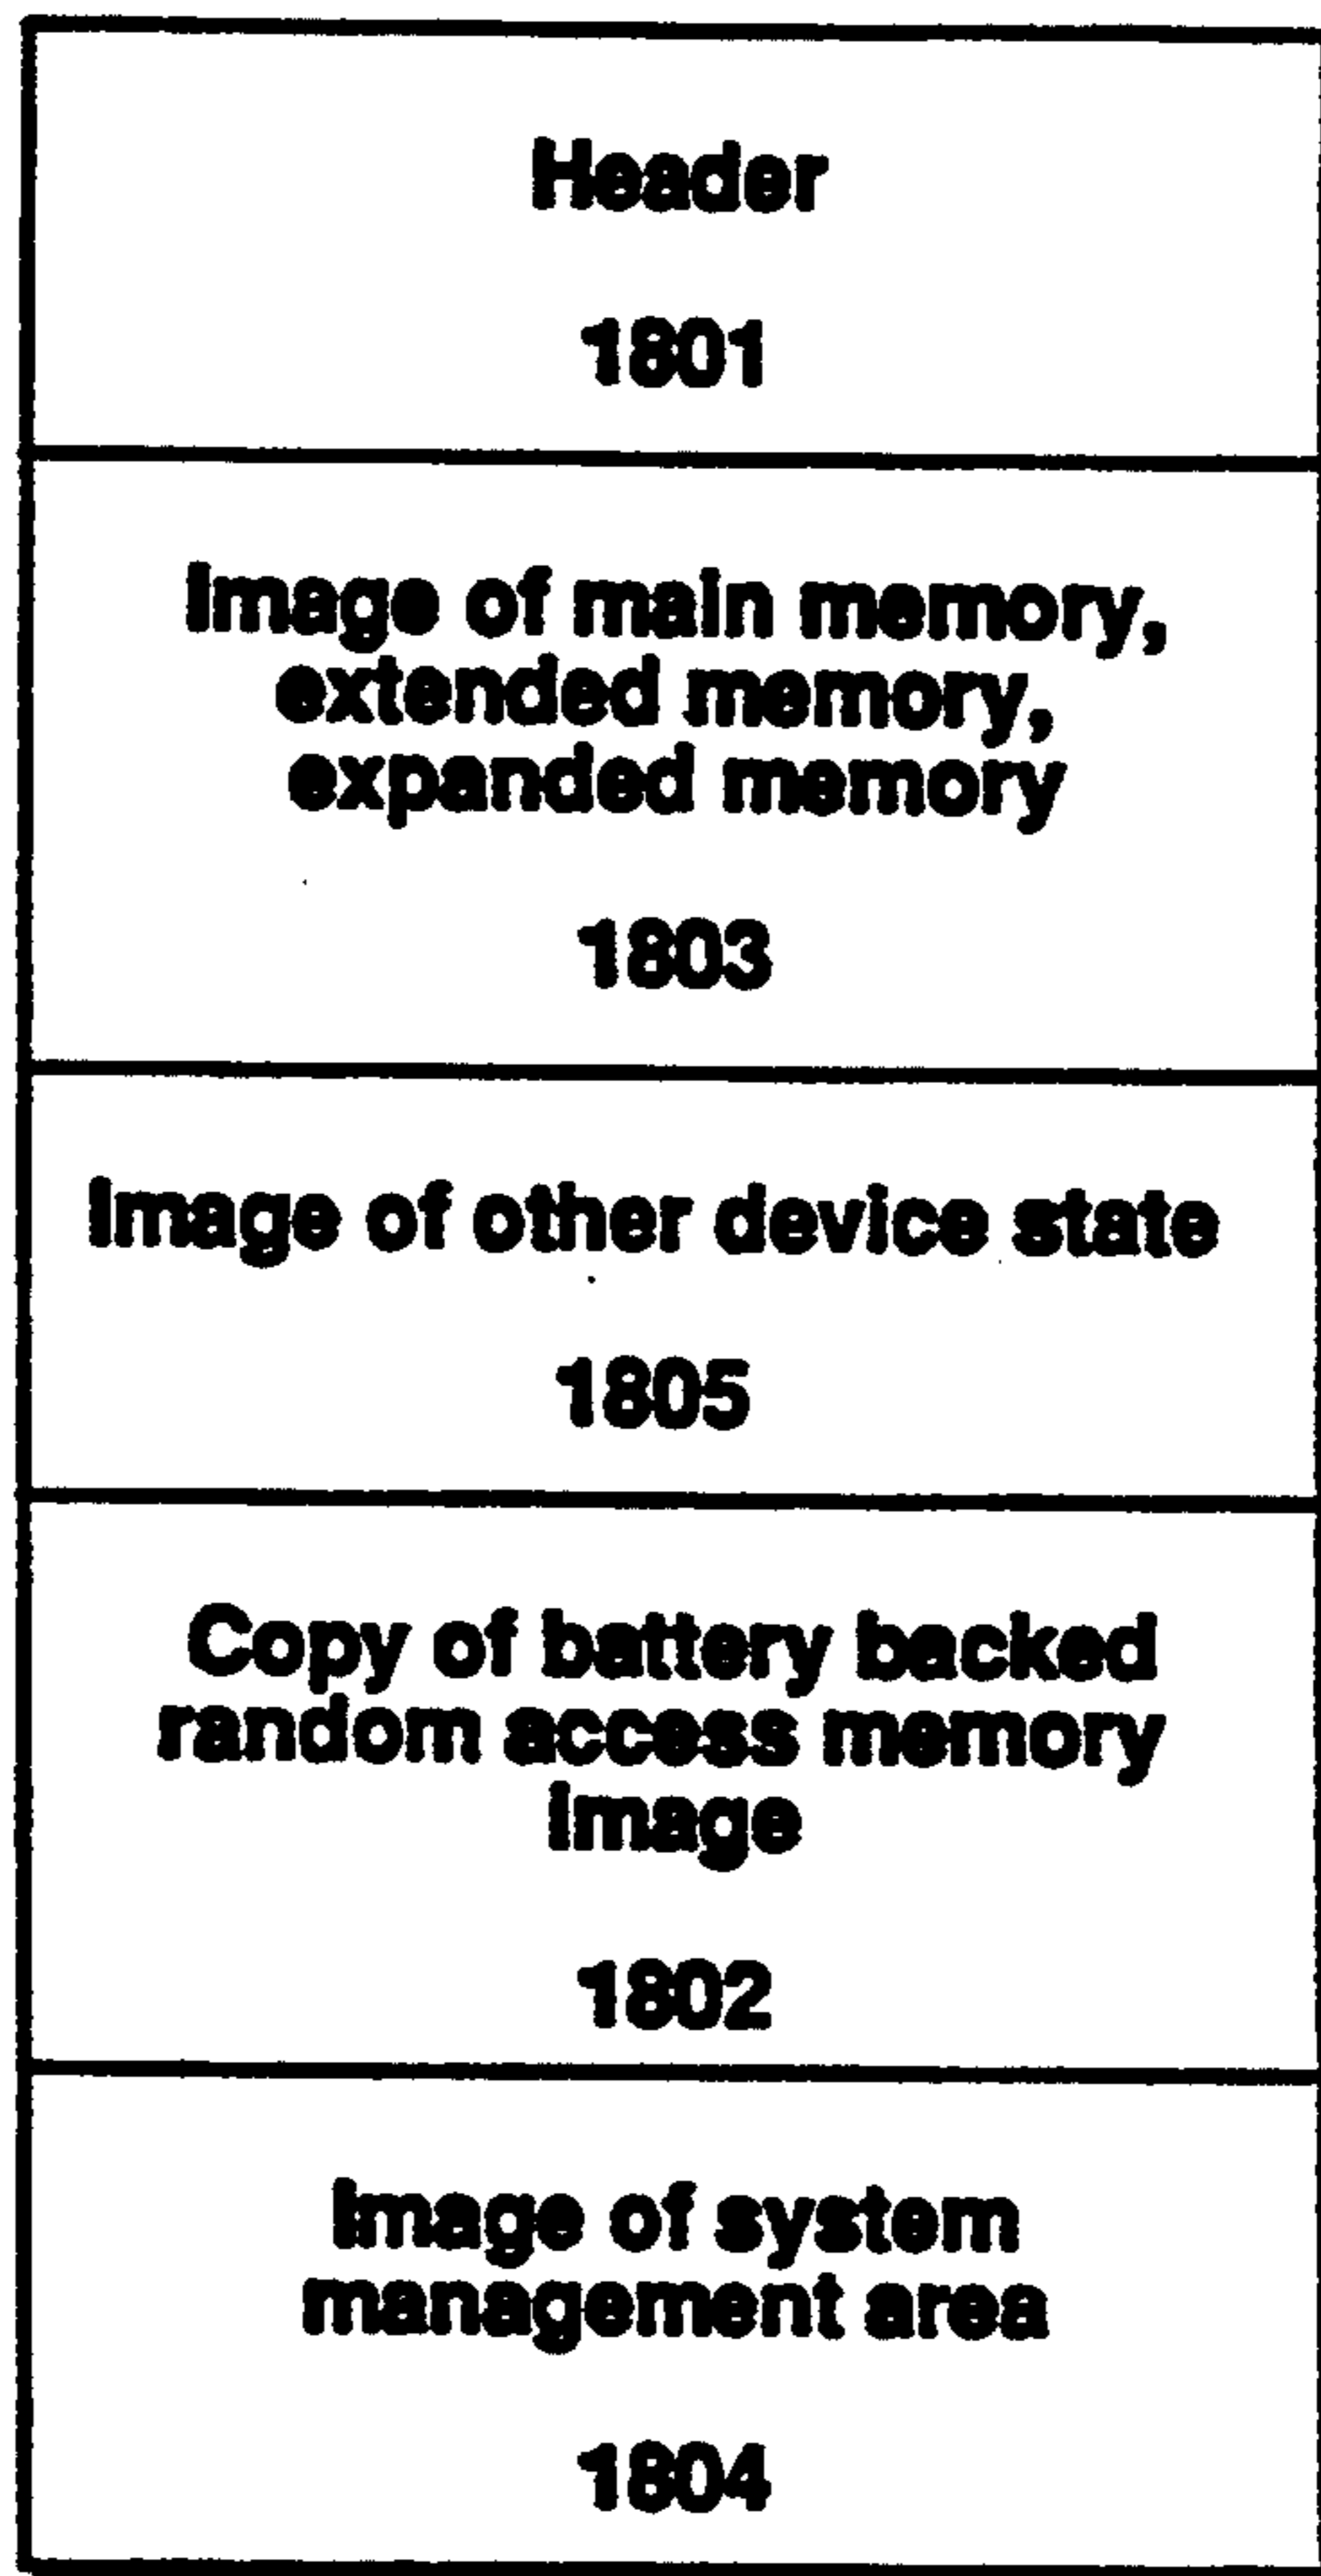 Header
1801
Image of main memory,
extended memory,
expanded memory
1803
Image of other device state
1805
Copy of battery backed
random access memory
image
1802
Image of system
management area
1804